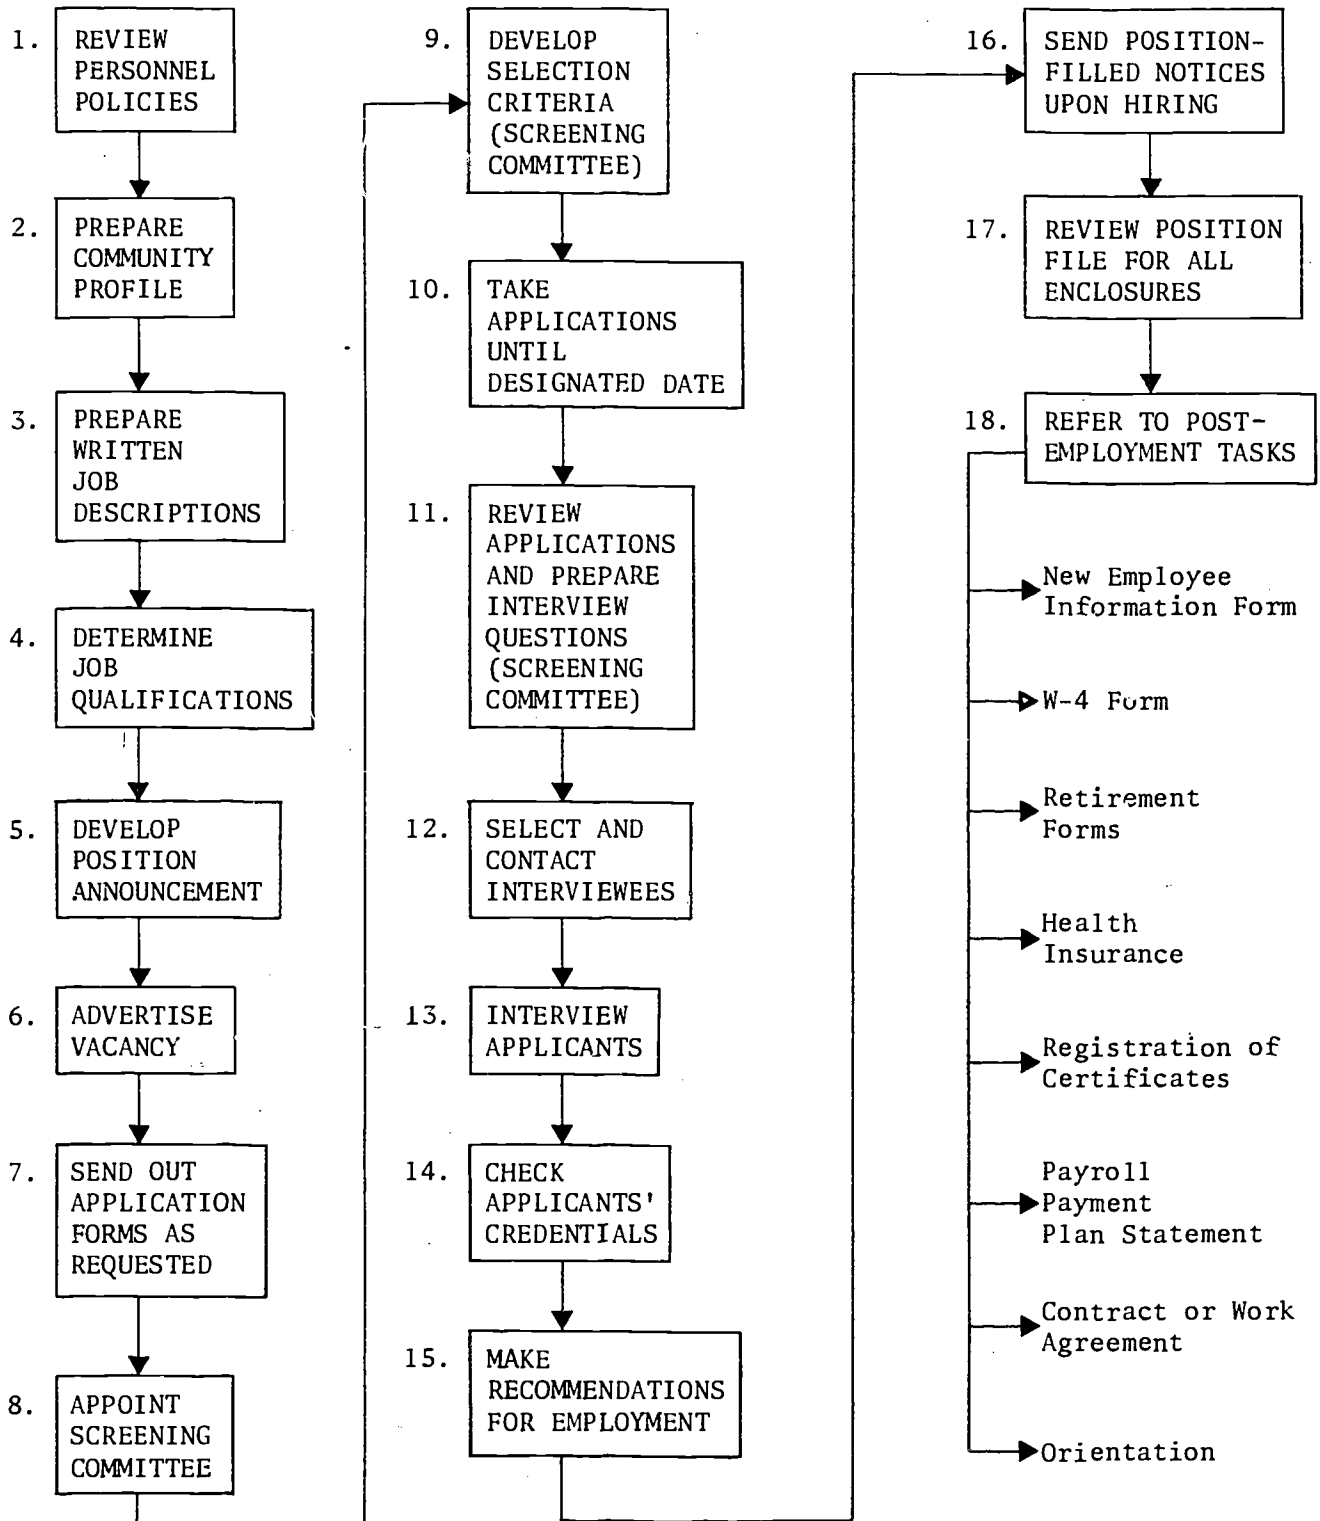 1. REVIEW
PERSONNEL
POLICIES
2. PREPARE
COMMUNITY
PROFILE
3. PREPARE
WRITTEN
JOB
DESCRIPTIONS
4. DETERMINE
JOB
QUALIFICATIONS
5. DEVELOP
POSITION
ANNOUNCEMENT
6. ADVERTISE
VACANCY
7. SEND OUT
APPLICATION
FORMS AS
REQUESTED
8. APPOINT
SCREENING
COMMITTEE
9. DEVELOP
SELECTION
CRITERIA
(SCREENING
COMMITTEE)
10. TAKE
APPLICATIONS
UNTIL
DESIGNATED DATE
11. REVIEW
APPLICATIONS
AND PREPARE
INTERVIEW
QUESTIONS
(SCREENING
COMMITTEE)
12. SELECT AND
CONTACT
INTERVIEWEES
13. INTERVIEW
APPLICANTS
14. CHECK
APPLICANTS'
CREDENTIALS
15. MAKE
RECOMMENDATIONS
FOR EMPLOYMENT
16. SEND POSITION-
FILLED NOTICES
UPON HIRING
17. REVIEW POSITION
FILE FOR ALL
ENCLOSURES
18. REFER TO POST-
EMPLOYMENT TASKS
New Employee
Information Form
W-4 Form
Retirement
Forms
Health
Insurance
Registration of
Certificates
Payroll
Payment
Plan Statement
Contract or Work
Agreement
Orientation